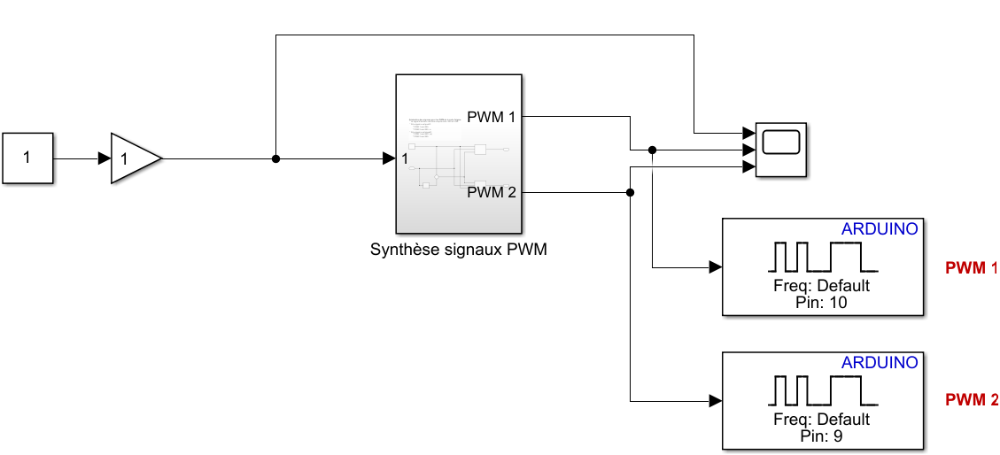 1
1
1
PWM 1
PWM 2
Synthèse signaux PWM
ARDUINO
Freq: Default
Pin: 10
PWM 1
ARDUINO
Freq: Default
Pin: 9
PWM 2